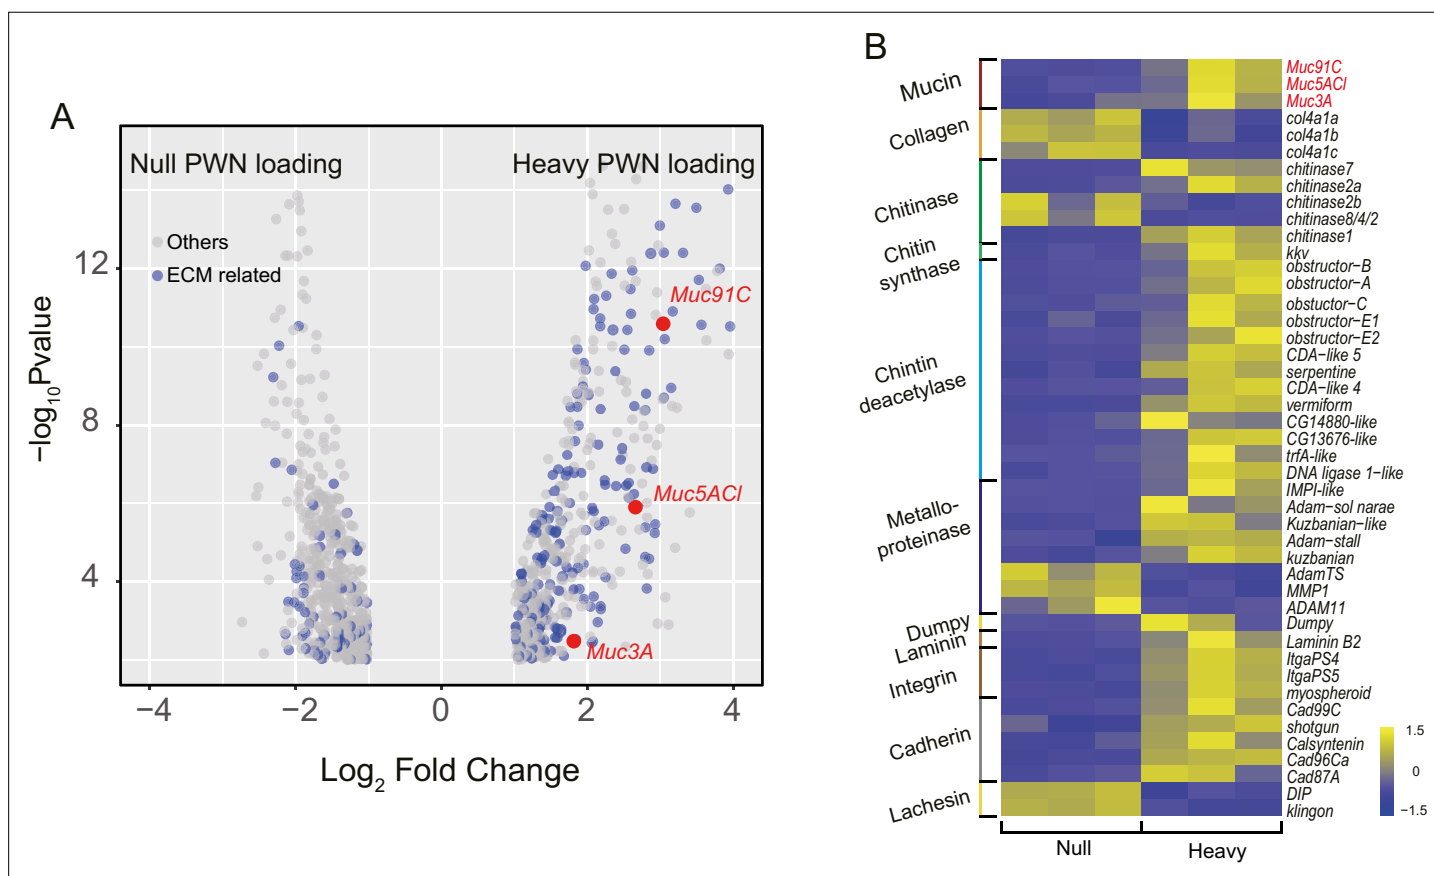 A
Null PWN loading
Heavy PWN loading
Others
ECM related
Muc91C
Muc5ACl
Muc3A
12
8
4
−log10Pvalue
−4
−2
0
2
4
Log2 Fold Change
B
Mucin
Collagen
Chitinase
Chitin
synthase
Chintin
deacetylase
Metallo-
proteinase
Dumpy
Laminin
Integrin
Cadherin
Lachesin
Muc91C
Muc5ACl
Muc3A
col4a1a
col4a1b
col4a1c
chitinase7
chitinase2a
chitinase2b
chitinase8/4/2
chitinase1
kkv
obstructor−B
obstructor−A
obstuctor−C
obstructor−E1
obstructor−E2
CDA−like 5
serpentine
CDA−like 4
vermiform
CG14880-like
CG13676-like
trfA-like
DNA ligase 1−like
IMPI-like
Adam−sol narae
Kuzbanian−like
Adam−stall
kuzbanian
AdamTS
MMP1
ADAM11
Dumpy
Laminin B2
ItgaPS4
ItgaPS5
myospheroid
Cad99C
shotgun
Calsyntenin
Cad96Ca
Cad87A
DIP
klingon
1.5
0
−1.5
Null
Heavy